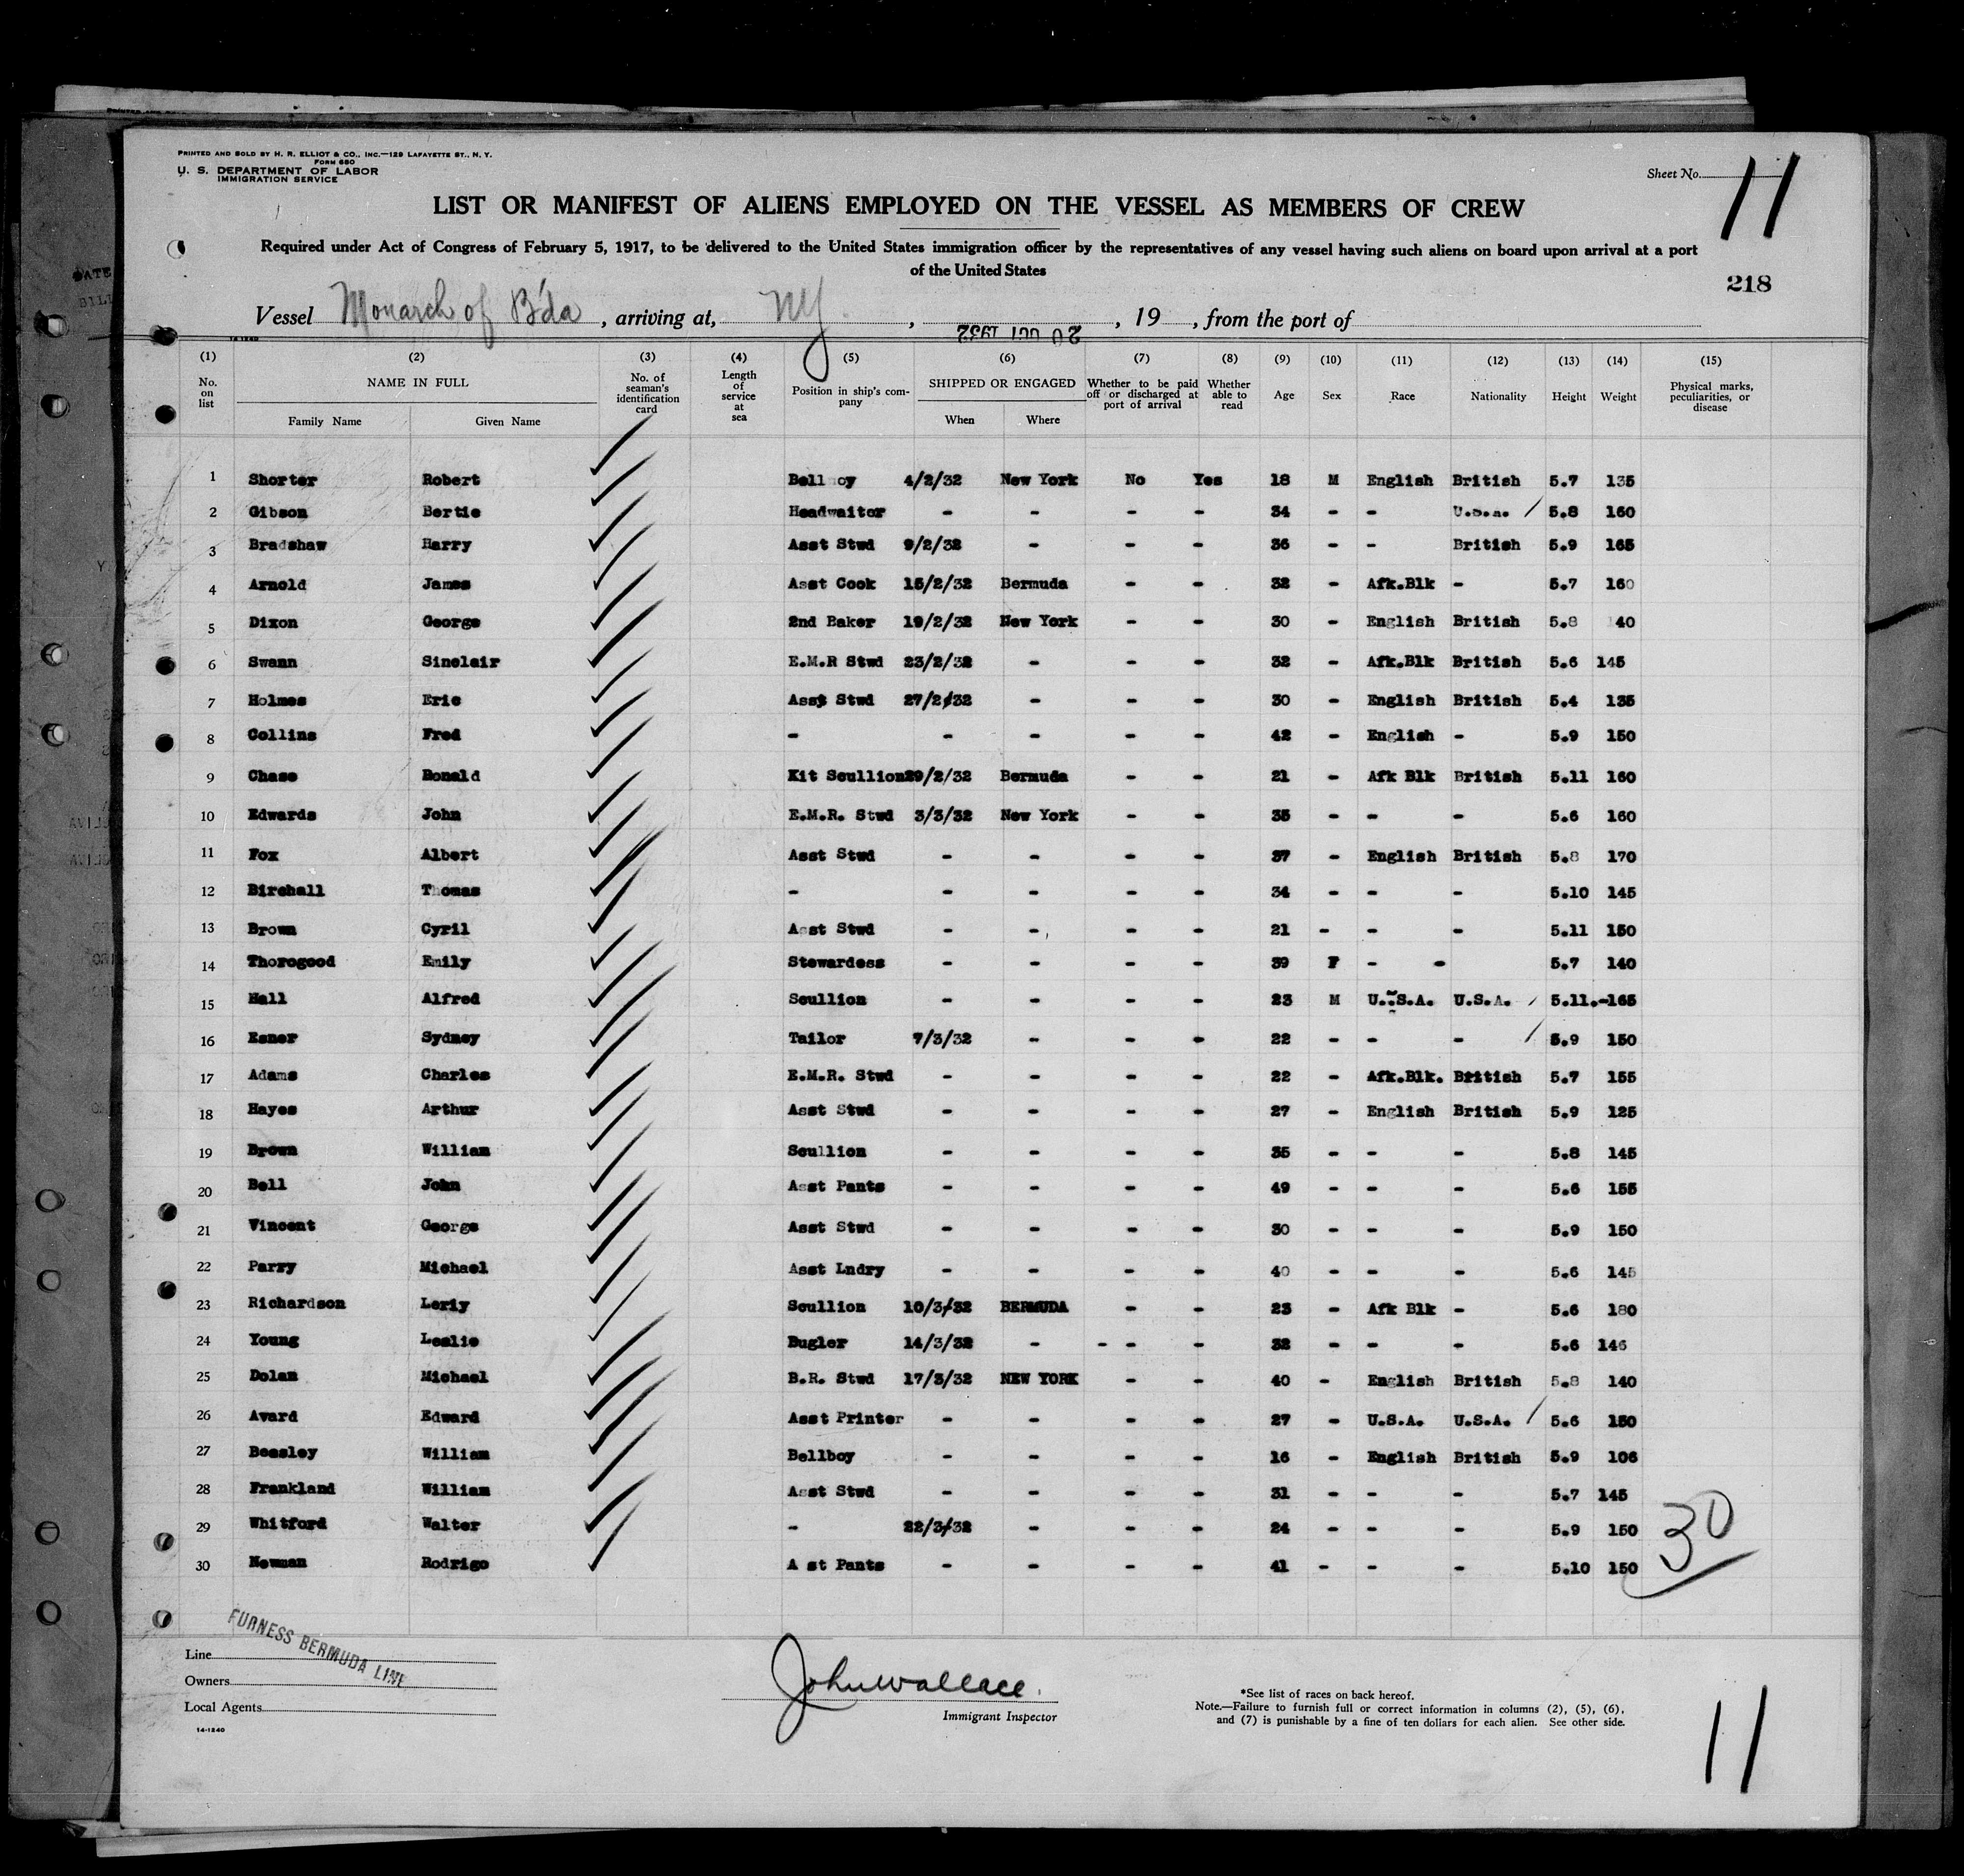 PRINTED AND SOLD BY H. R. ELLIOT & CO., INC.—129 LAFAYETTE ST., N. Y.
FORM 680
U. S. DEPARTMENT OF LABOR
IMMIGRATION SERVICE
Sheet No. 11
LIST OR MANIFEST OF ALIENS EMPLOYED ON THE VESSEL AS MEMBERS OF CREW
Required under Act of Congress of February 5, 1917, to be delivered to the United States immigration officer by the representatives of any vessel having such aliens on board upon arrival at a port
of the United States
218
Vessel Monarch of B'da, arriving at, NY, 20 OCT 1932, 19, from the port of
14-1240
(1) (2) (3) (4) (5) (6) (7) (8) (9) (10) (11) (12) (13) (14) (15)
No. on list NAME IN FULL Family Name Given Name No. of seaman's identification card Length of service at sea Position in ship's company SHIPPED OR ENGAGED When Where Whether to be paid off or discharged at port of arrival Whether able to read Age Sex Race Nationality Height Weight Physical marks, peculiarities, or disease
1 Shorter Robert Bell oy 4/2/32 New York No Yes 18 M English British 5.7 135
2 Gibson Bertie Headwaiter - - - - 34 - - U.S.A. / 5.8 160
3 Bradshaw Harry Asst Stwd 9/2/32 - - - 36 - - British 5.9 165
4 Arnold James Asst Cook 15/2/32 Bermuda - - 32 - Afk.Blk - 5.7 160
5 Dixon George 2nd Baker 19/2/32 New York - - 30 - English British 5.8 40
6 Swann Sinclair E.M.R Stwd 23/2/32 - - - 32 - Afk.Blk British 5.6 145
7 Holmes Eric Asst Stwd 27/2/32 - - - 30 - English British 5.4 135
8 Collins Fred - - - - - 42 - English - 5.9 150
9 Chase Ronald Kit Scullion 29/2/32 Bermuda - - 21 - Afk Blk British 5.11 160
10 Edwards John E.M.R. Stwd 3/3/32 New York - - 35 - - - 5.6 160
11 Fox Albert Asst Stwd - - - - 37 - English British 5.8 170
12 Birchall Thomas - - - - - 34 - - - 5.10 145
13 Brown Cyril Asst Stwd - - - - 21 - - - 5.11 150
14 Thorogood Emily Stewardess - - - - 39 F - - 5.7 140
15 Hall Alfred Scullion - - - - 23 M U.S.A. U.S.A. / 5.11.-165
16 Esner Sydney Tailor 7/3/32 - - - 22 - - - / 5.9 150
17 Adams Charles E.M.R. Stwd - - - - 22 - Afk.Blk. British 5.7 155
18 Hayes Arthur Asst Stwd - - - - 27 - English British 5.9 125
19 Brown William Scullion - - - - 35 - - - 5.8 145
20 Bell John Asst Pants - - - - 49 - - - 5.6 155
21 Vincent George Asst Stwd - - - - 30 - - - 5.9 150
22 Parry Michael Asst Lndry - - - - 40 - - - 5.6 145
23 Richardson Leriy Scullion 10/3/32 BERMUDA - - 23 - Afk Blk - 5.6 180
24 Young Leslie Bugler 14/3/32 - - - - 32 - - - 5.6 146
25 Dolan Michael B.R. Stwd 17/3/32 NEW YORK - - 40 - English British 5.8 140
26 Avard Edward Asst Printer - - - - 27 - U.S.A. U.S.A. / 5.6 150
27 Beasley William Bellboy - - - - 16 - English British 5.9 106
28 Frankland William Asst Stwd - - - - 31 - - - 5.7 145
29 Whitford Walter - 22/3/32 - - - 24 - - - 5.9 150
30 Newman Rodrigo A st Pants - - - - 41 - - - 5.10 150
30
FURNESS BERMUDA LINE
Line
Owners
Local Agents
14-1240
John Wallace
Immigrant Inspector
*See list of races on back hereof.
Note.—Failure to furnish full or correct information in columns (2), (5), (6),
and (7) is punishable by a fine of ten dollars for each alien. See other side.
11